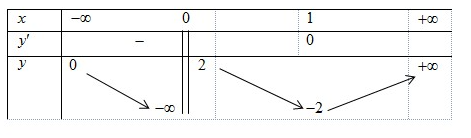 x −∞ 0 1 +∞
y' − 0
y 0 2 +∞
−∞ −2